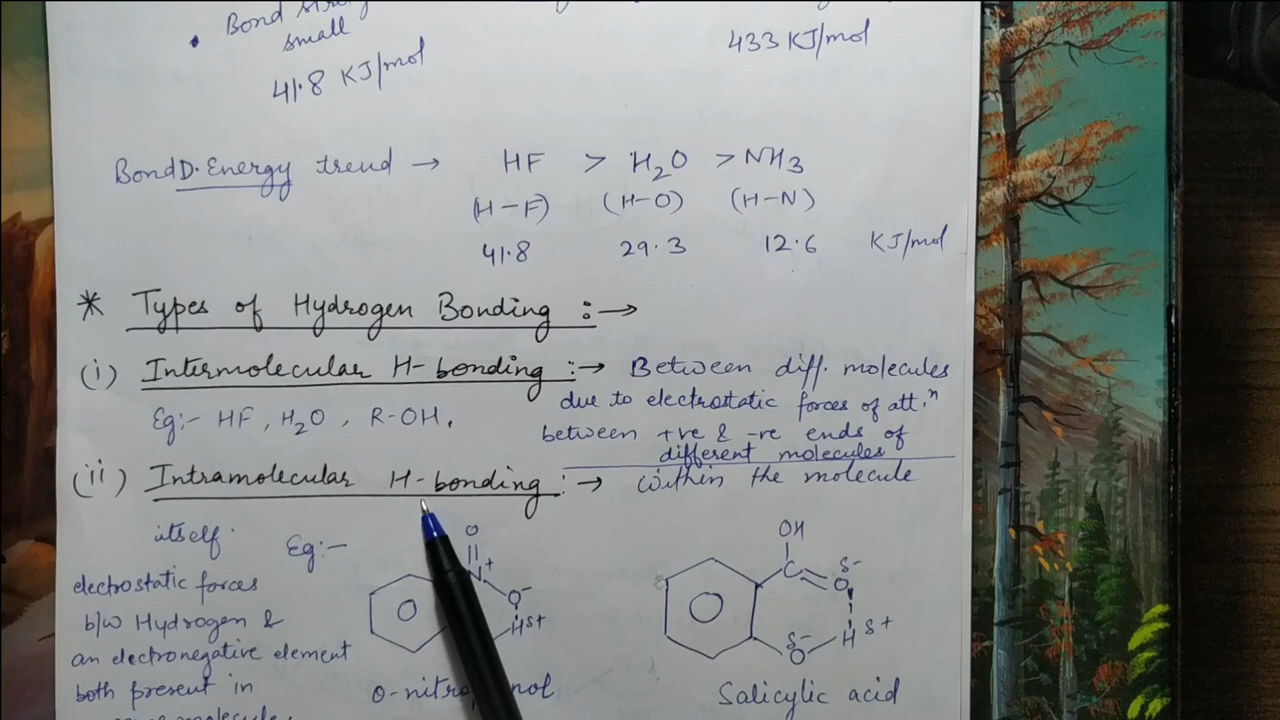 • Bond
small
41.8 KJ/mol
433 KJ/mol
Bond D. Energy trend → HF > H2O > NH3
(H-F) (H-O) (H-N)
41.8 29.3 12.6 KJ/mol
* Types of Hydrogen Bonding :→
(i) Intermolecular H-bonding :→ Between diff. molecules
due to electrostatic forces of att.ⁿ
Eg:- HF, H2O, R-OH.
between +ve & -ve ends of
different molecules
(ii) Intramolecular H-bonding :→ within the molecule
itself. Eg:-
electrostatic forces
b/w Hydrogen &
an electronegative element
both present in
same molecule.
O
N+
O-
H δ+
O-nitro
OH
C
O δ-
H δ+
δ- O
Salicylic acid